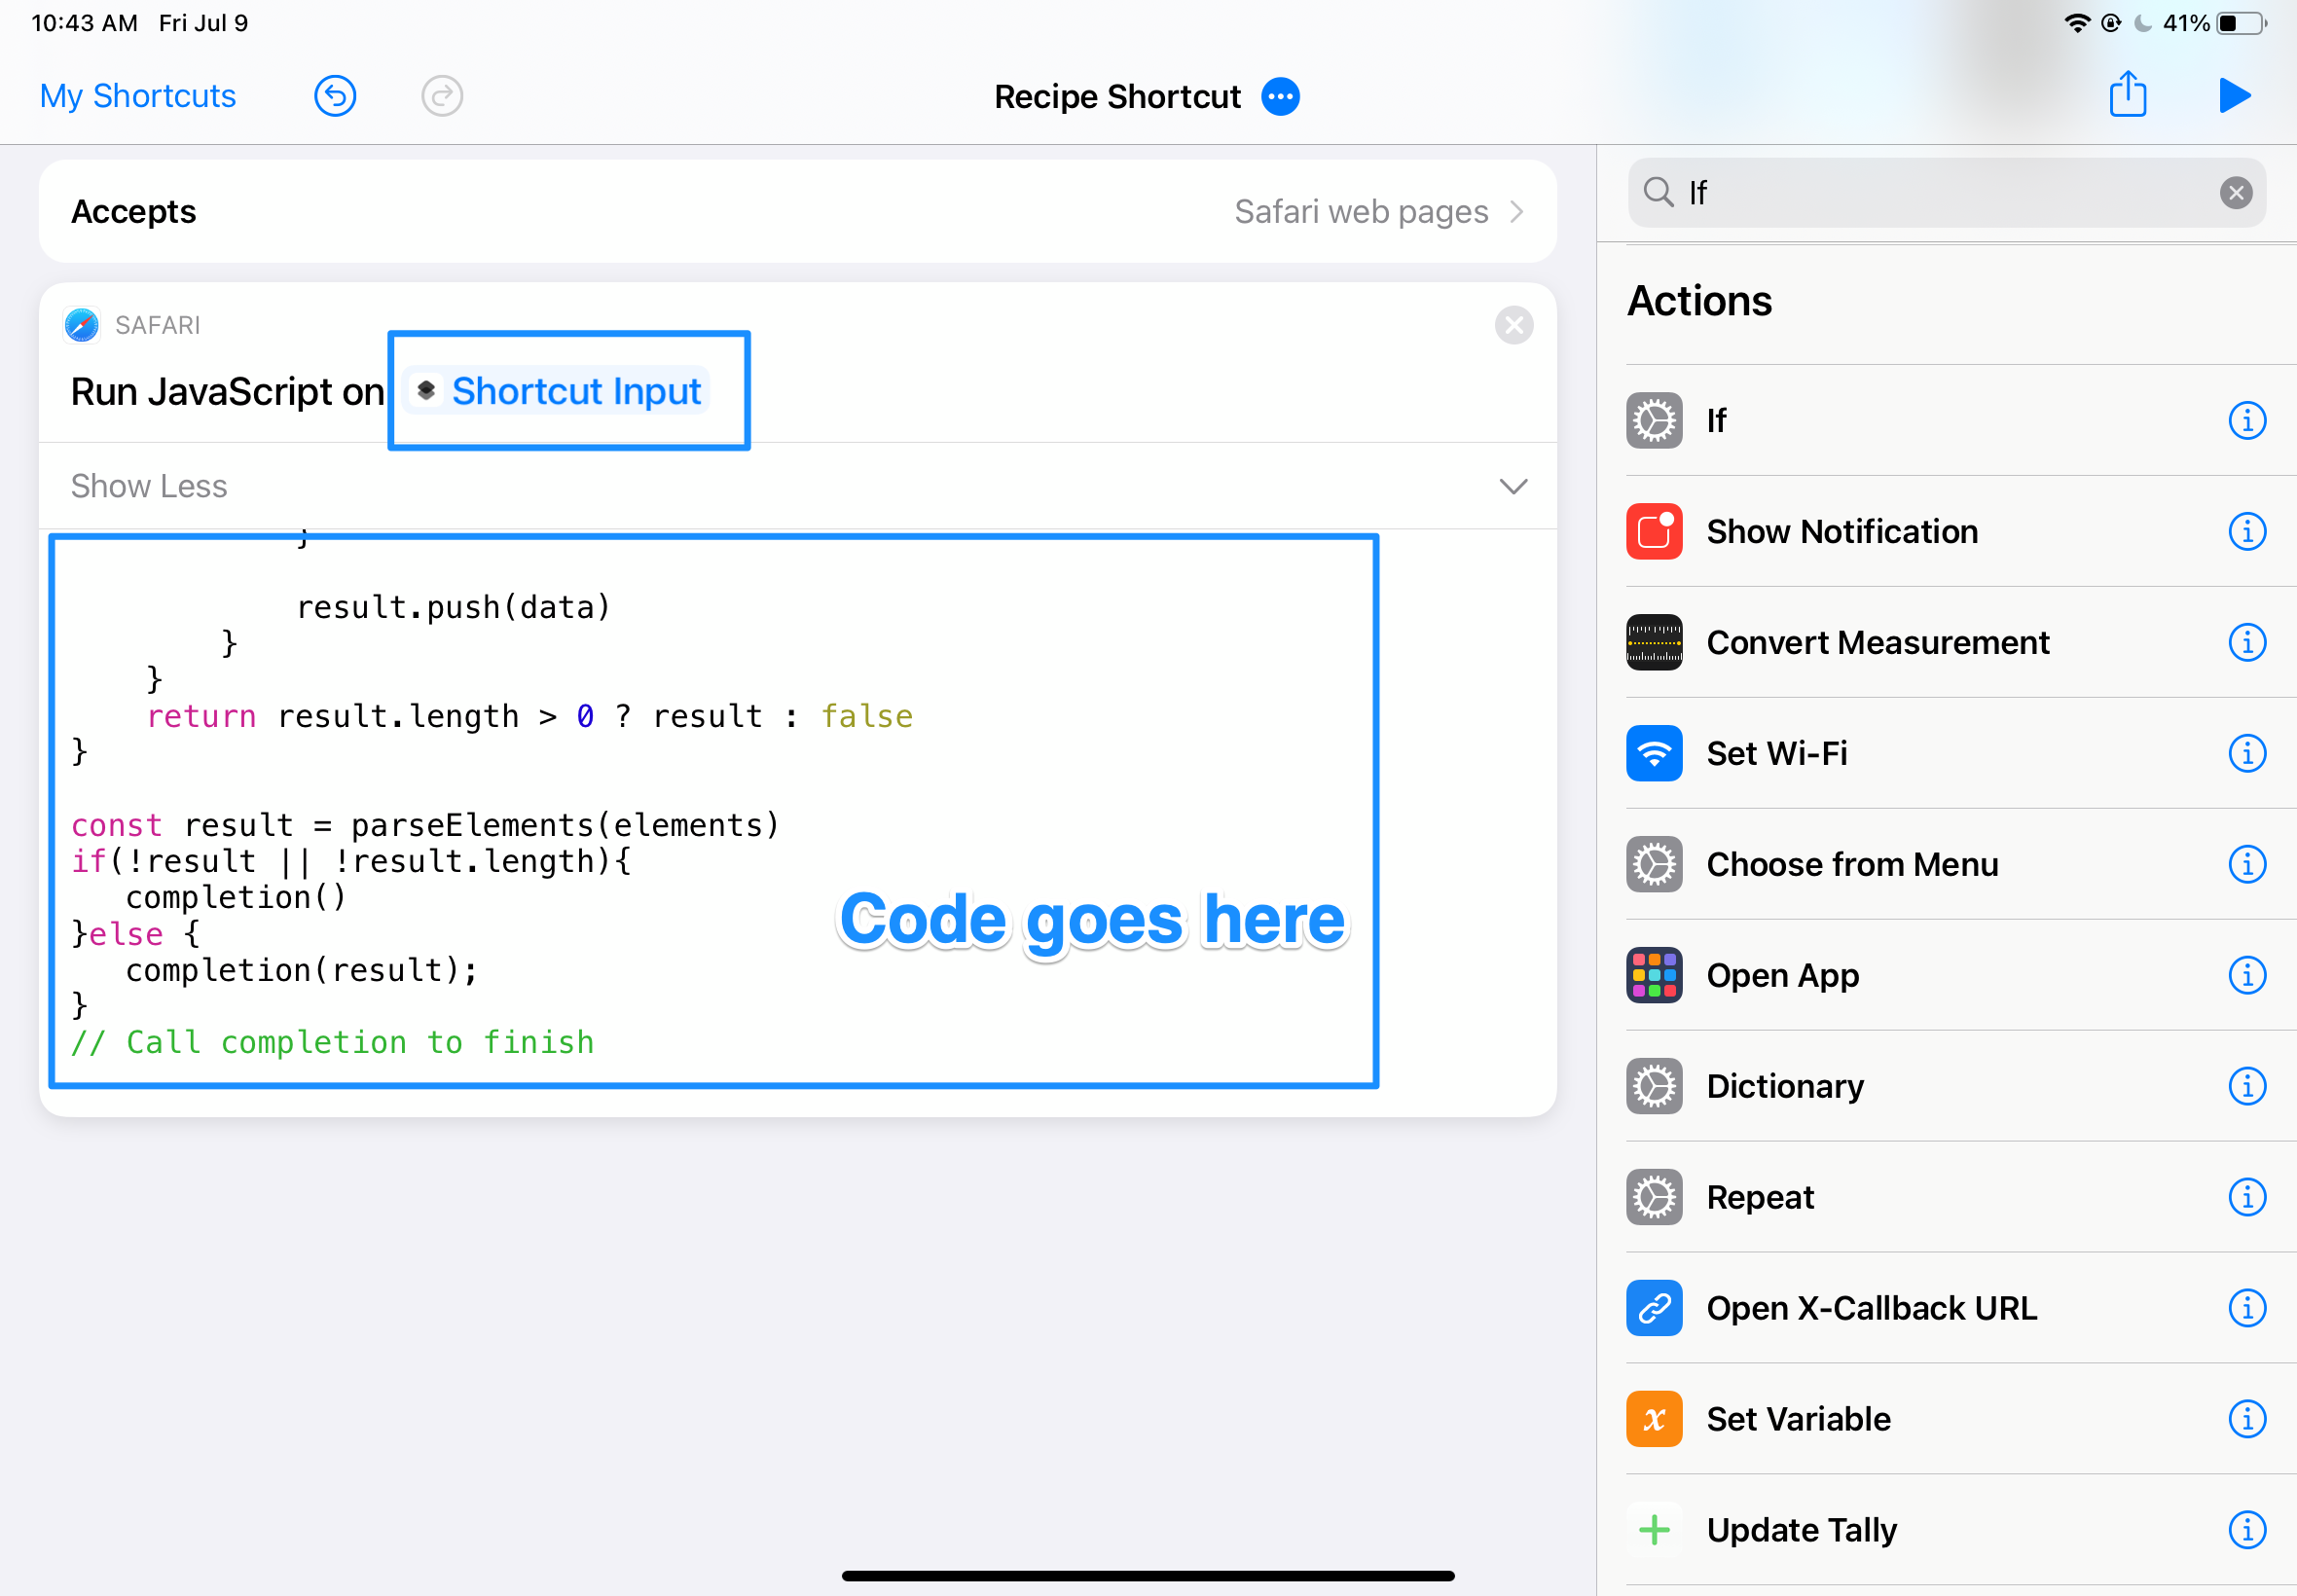 10:43 AM Fri Jul 9
41%
My Shortcuts
Recipe Shortcut
Accepts
Safari web pages
SAFARI
Run JavaScript on Shortcut Input
Show Less
}
result.push(data)
}
}
return result.length > 0 ? result : false
}
const result = parseElements(elements)
if(!result || !result.length){
completion()
}else {
completion(result);
}
// Call completion to finish
Code goes here
If
Actions
If
Show Notification
Convert Measurement
Set Wi-Fi
Choose from Menu
Open App
Dictionary
Repeat
Open X-Callback URL
Set Variable
Update Tally